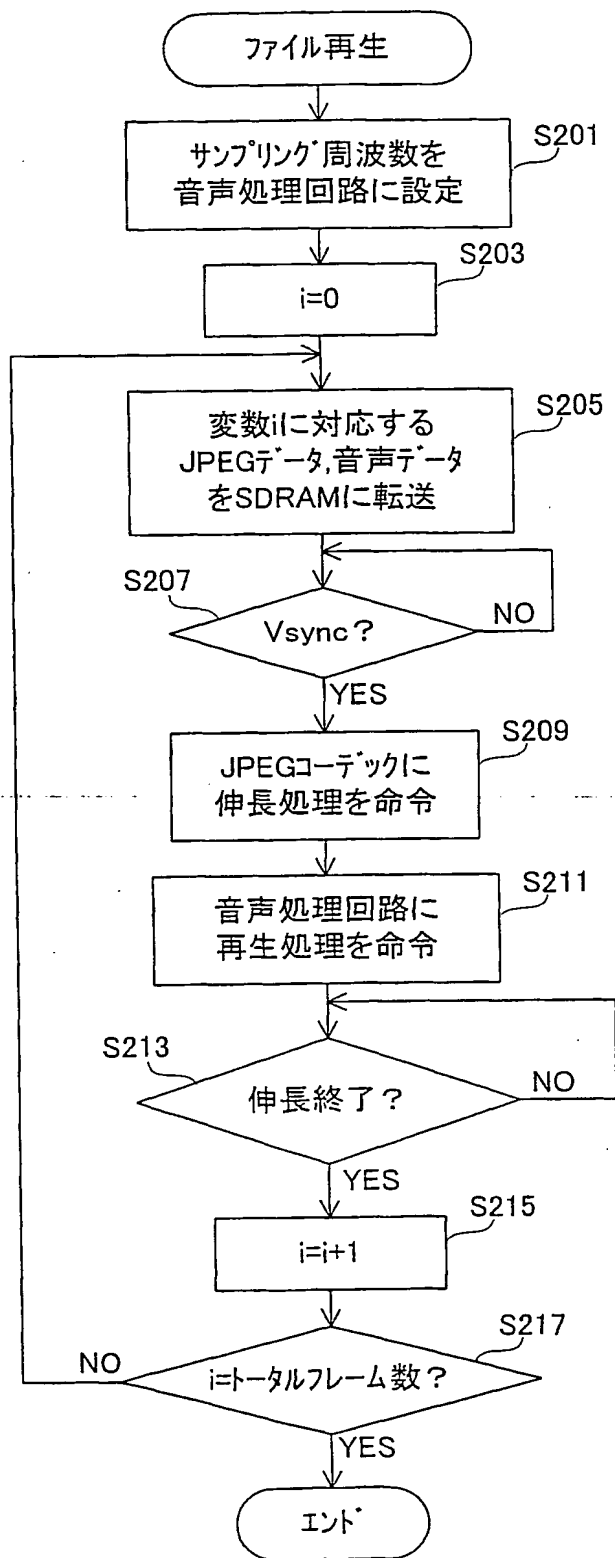 ファイル再生
S201
サンプリング周波数を
音声処理回路に設定
S203
i=0
S205
変数iに対応する
JPEGデータ,音声データ
をSDRAMに転送
S207
Vsync？
NO
YES
S209
JPEGコーデックに
伸長処理を命令
S211
音声処理回路に
再生処理を命令
S213
伸長終了？
NO
YES
S215
i=i+1
S217
i=トータルフレーム数？
NO
YES
エンド